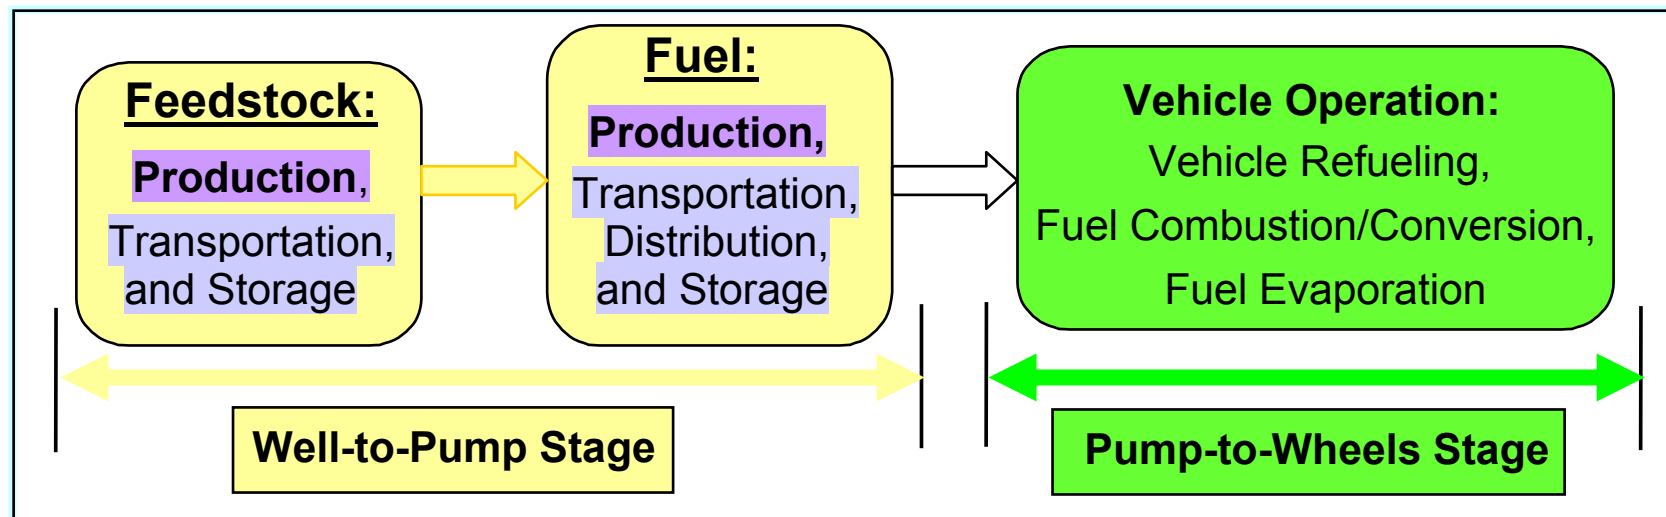 Feedstock:
Production,
Transportation,
and Storage
Fuel:
Production,
Transportation,
Distribution,
and Storage
Vehicle Operation:
Vehicle Refueling,
Fuel Combustion/Conversion,
Fuel Evaporation
Well-to-Pump Stage
Pump-to-Wheels Stage